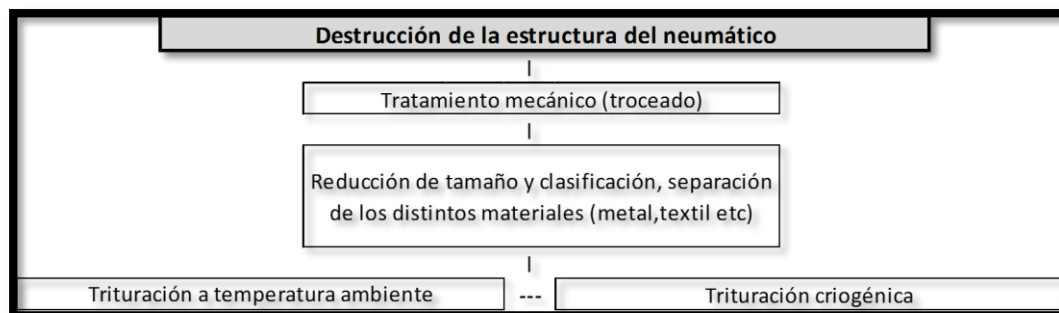 Destrucción de la estructura del neumático
Tratamiento mecánico (troceado)
Reducción de tamaño y clasificación, separación
de los distintos materiales (metal,textil etc)
Trituración a temperatura ambiente --- Trituración criogénica